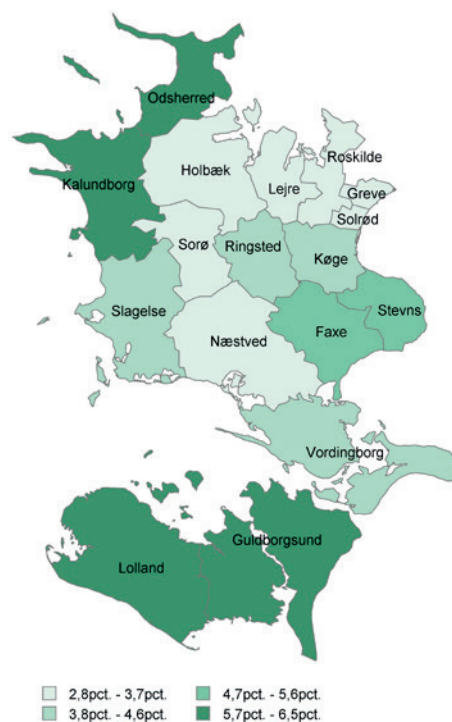 Odsherred
Holbæk
Roskilde
Kalundborg
Lejre
Greve
Solrød
Sorø
Ringsted
Køge
Slagelse
Stevns
Faxe
Næstved
Vordingborg
Guldborgsund
Lolland
2,8pct. - 3,7pct.
4,7pct. - 5,6pct.
3,8pct. - 4,6pct.
5,7pct. - 6,5pct.